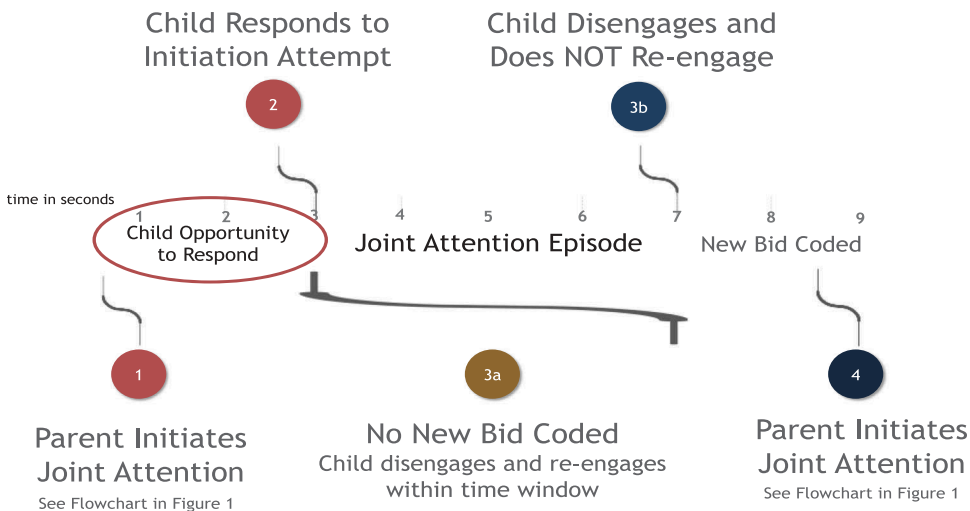 Child Responds to
Initiation Attempt
Child Disengages and
Does NOT Re-engage
2
3b
time in seconds
1 2 3 4 5 6 7 8 9
Child Opportunity
to Respond
Joint Attention Episode
New Bid Coded
1
3a
4
Parent Initiates
Joint Attention
See Flowchart in Figure 1
No New Bid Coded
Child disengages and re-engages
within time window
Parent Initiates
Joint Attention
See Flowchart in Figure 1